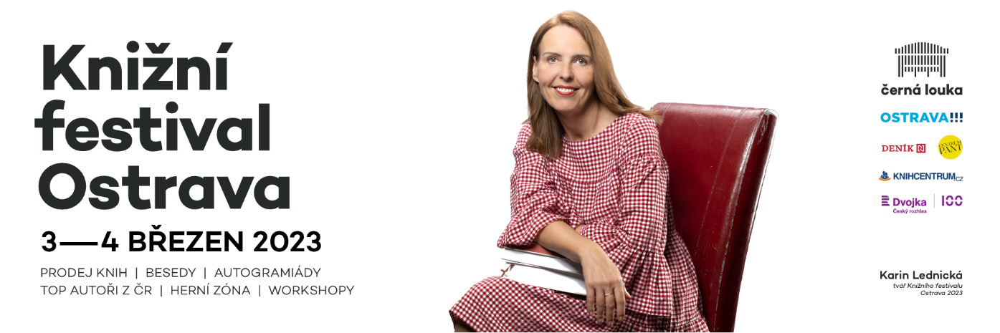 Knižní
festival
Ostrava
3—4 BŘEZEN 2023
PRODEJ KNIH | BESEDY | AUTOGRAMIÁDY
TOP AUTOŘI Z ČR | HERNÍ ZÓNA | WORKSHOPY
černá louka
OSTRAVA!!!
DENÍK N
CENTRUM
PANT
KNIHCENTRUM.CZ
Dvojka
Český rozhlas
100
Karin Lednická
tvář Knižního festivalu
Ostrava 2023